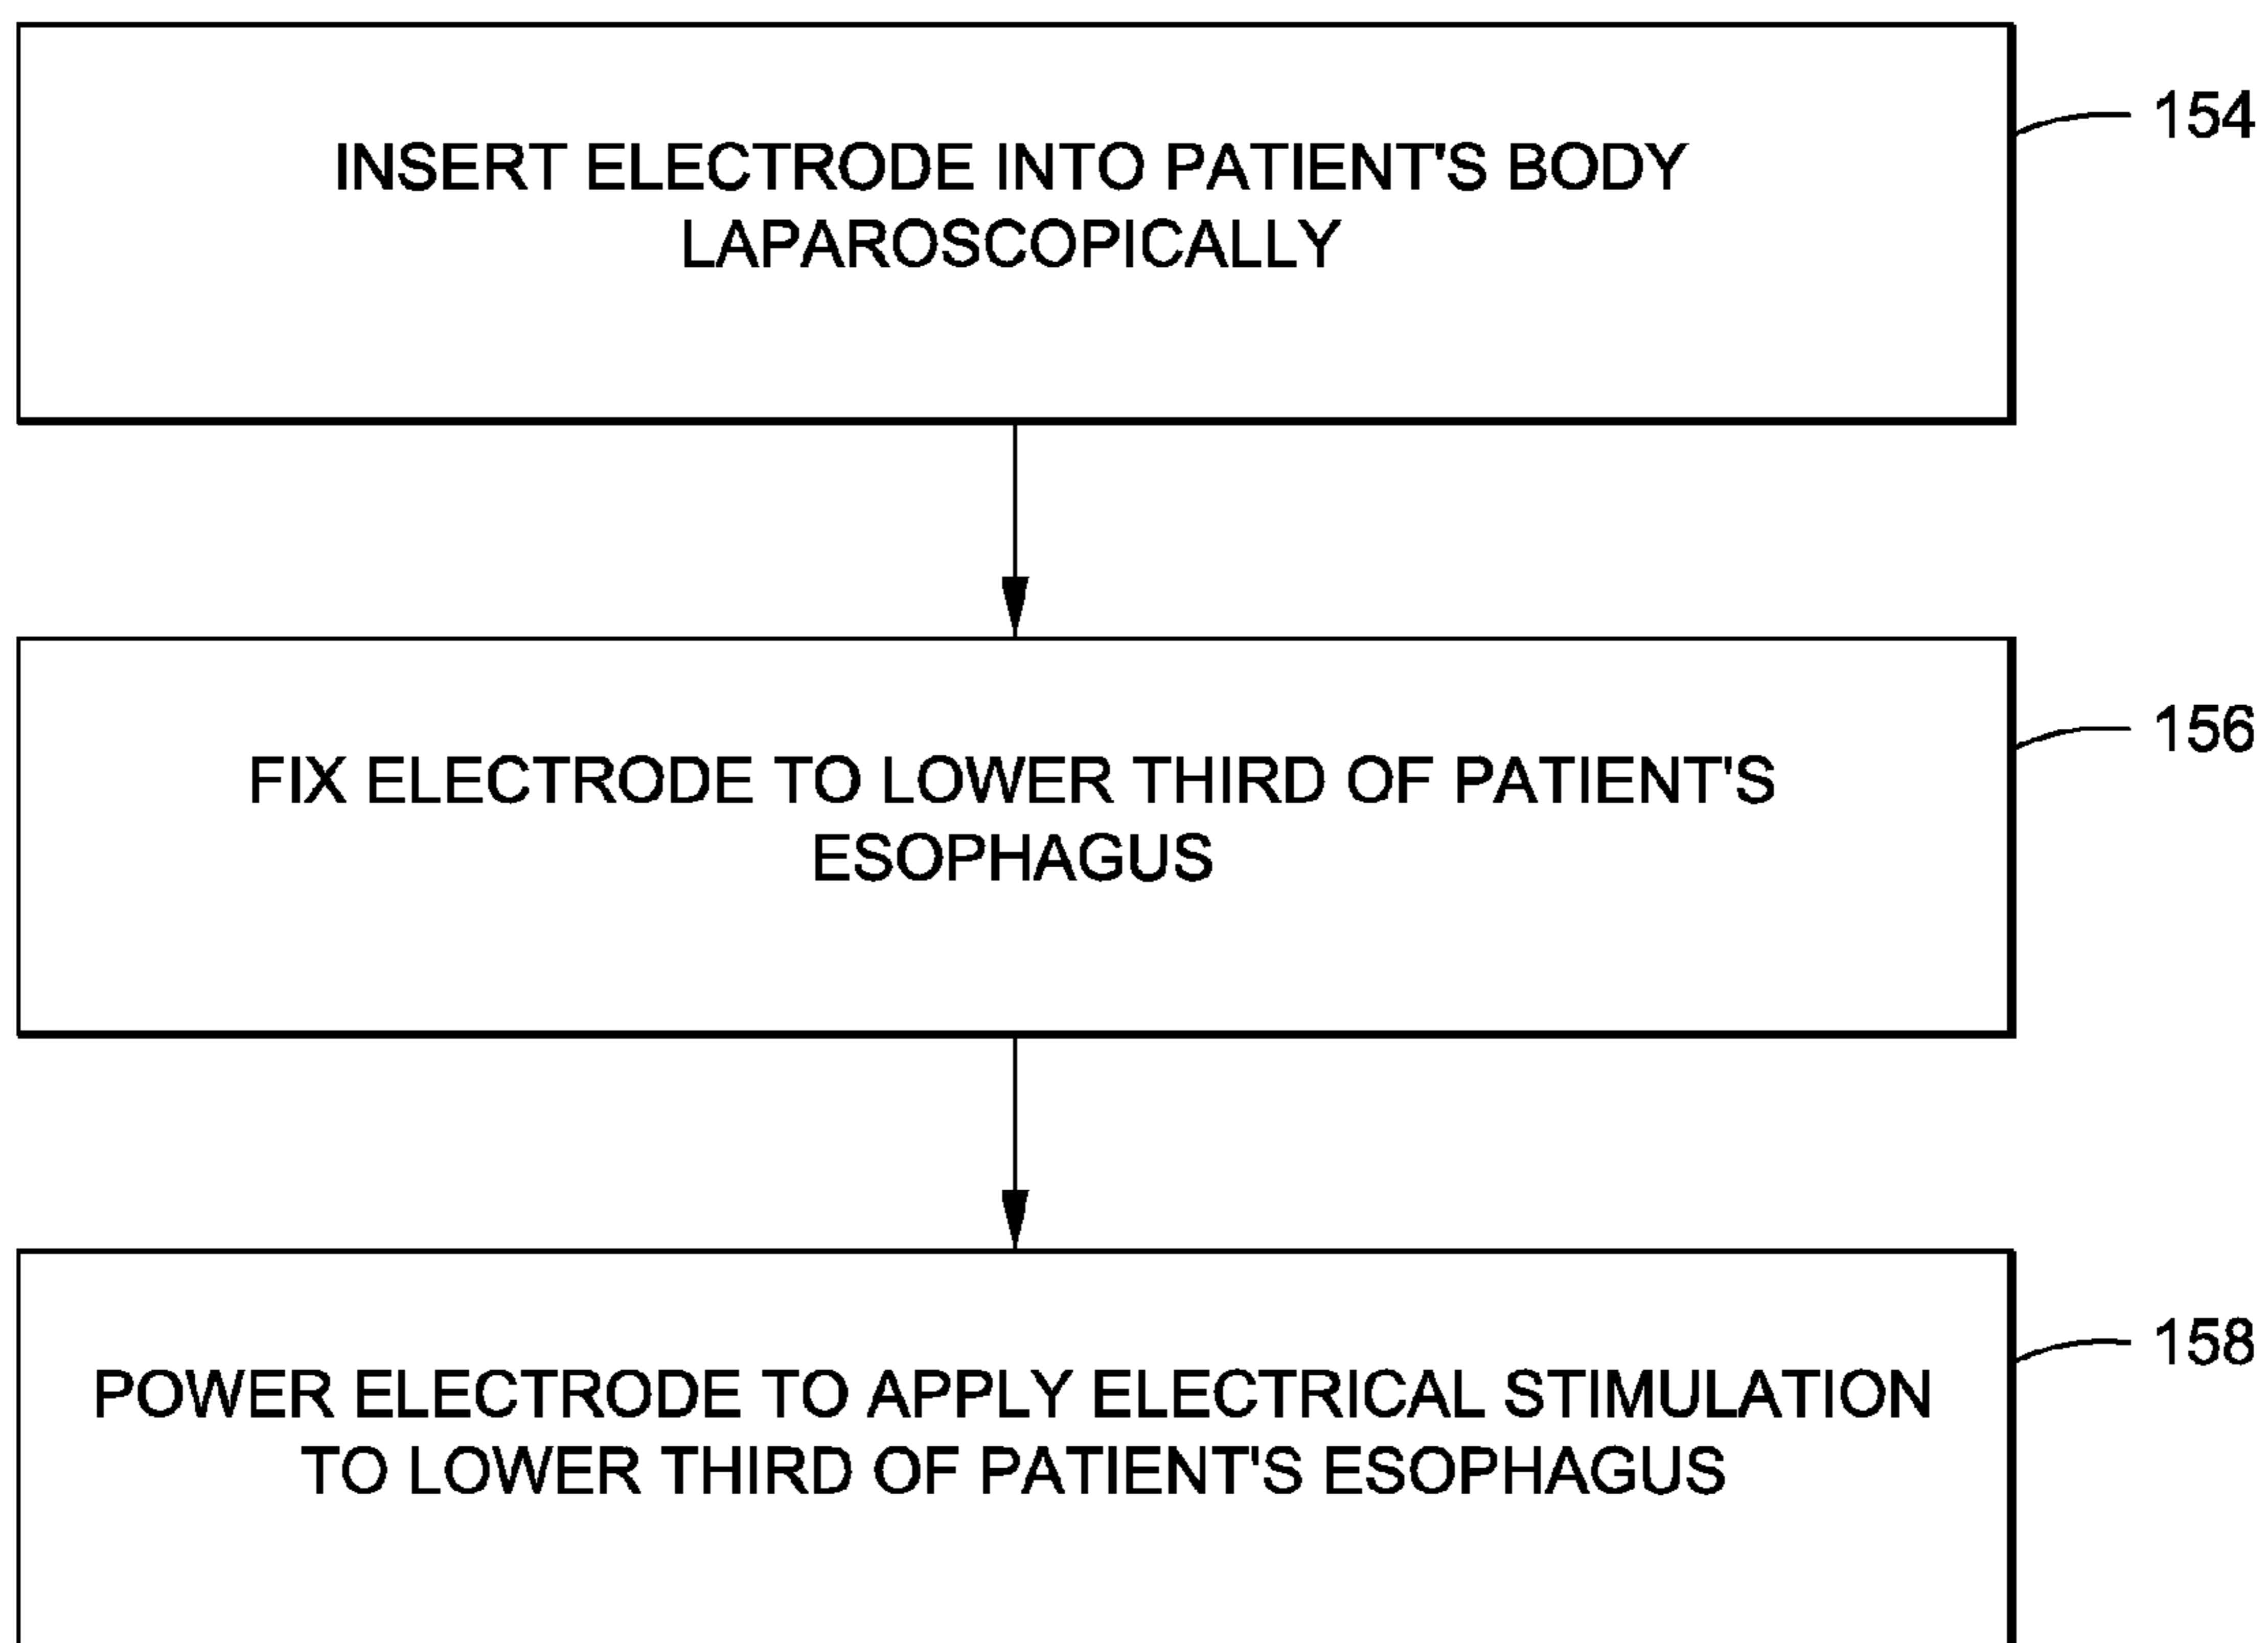 INSERT ELECTRODE INTO PATIENT'S BODY
LAPAROSCOPICALLY
154
FIX ELECTRODE TO LOWER THIRD OF PATIENT'S
ESOPHAGUS
156
POWER ELECTRODE TO APPLY ELECTRICAL STIMULATION
TO LOWER THIRD OF PATIENT'S ESOPHAGUS
158